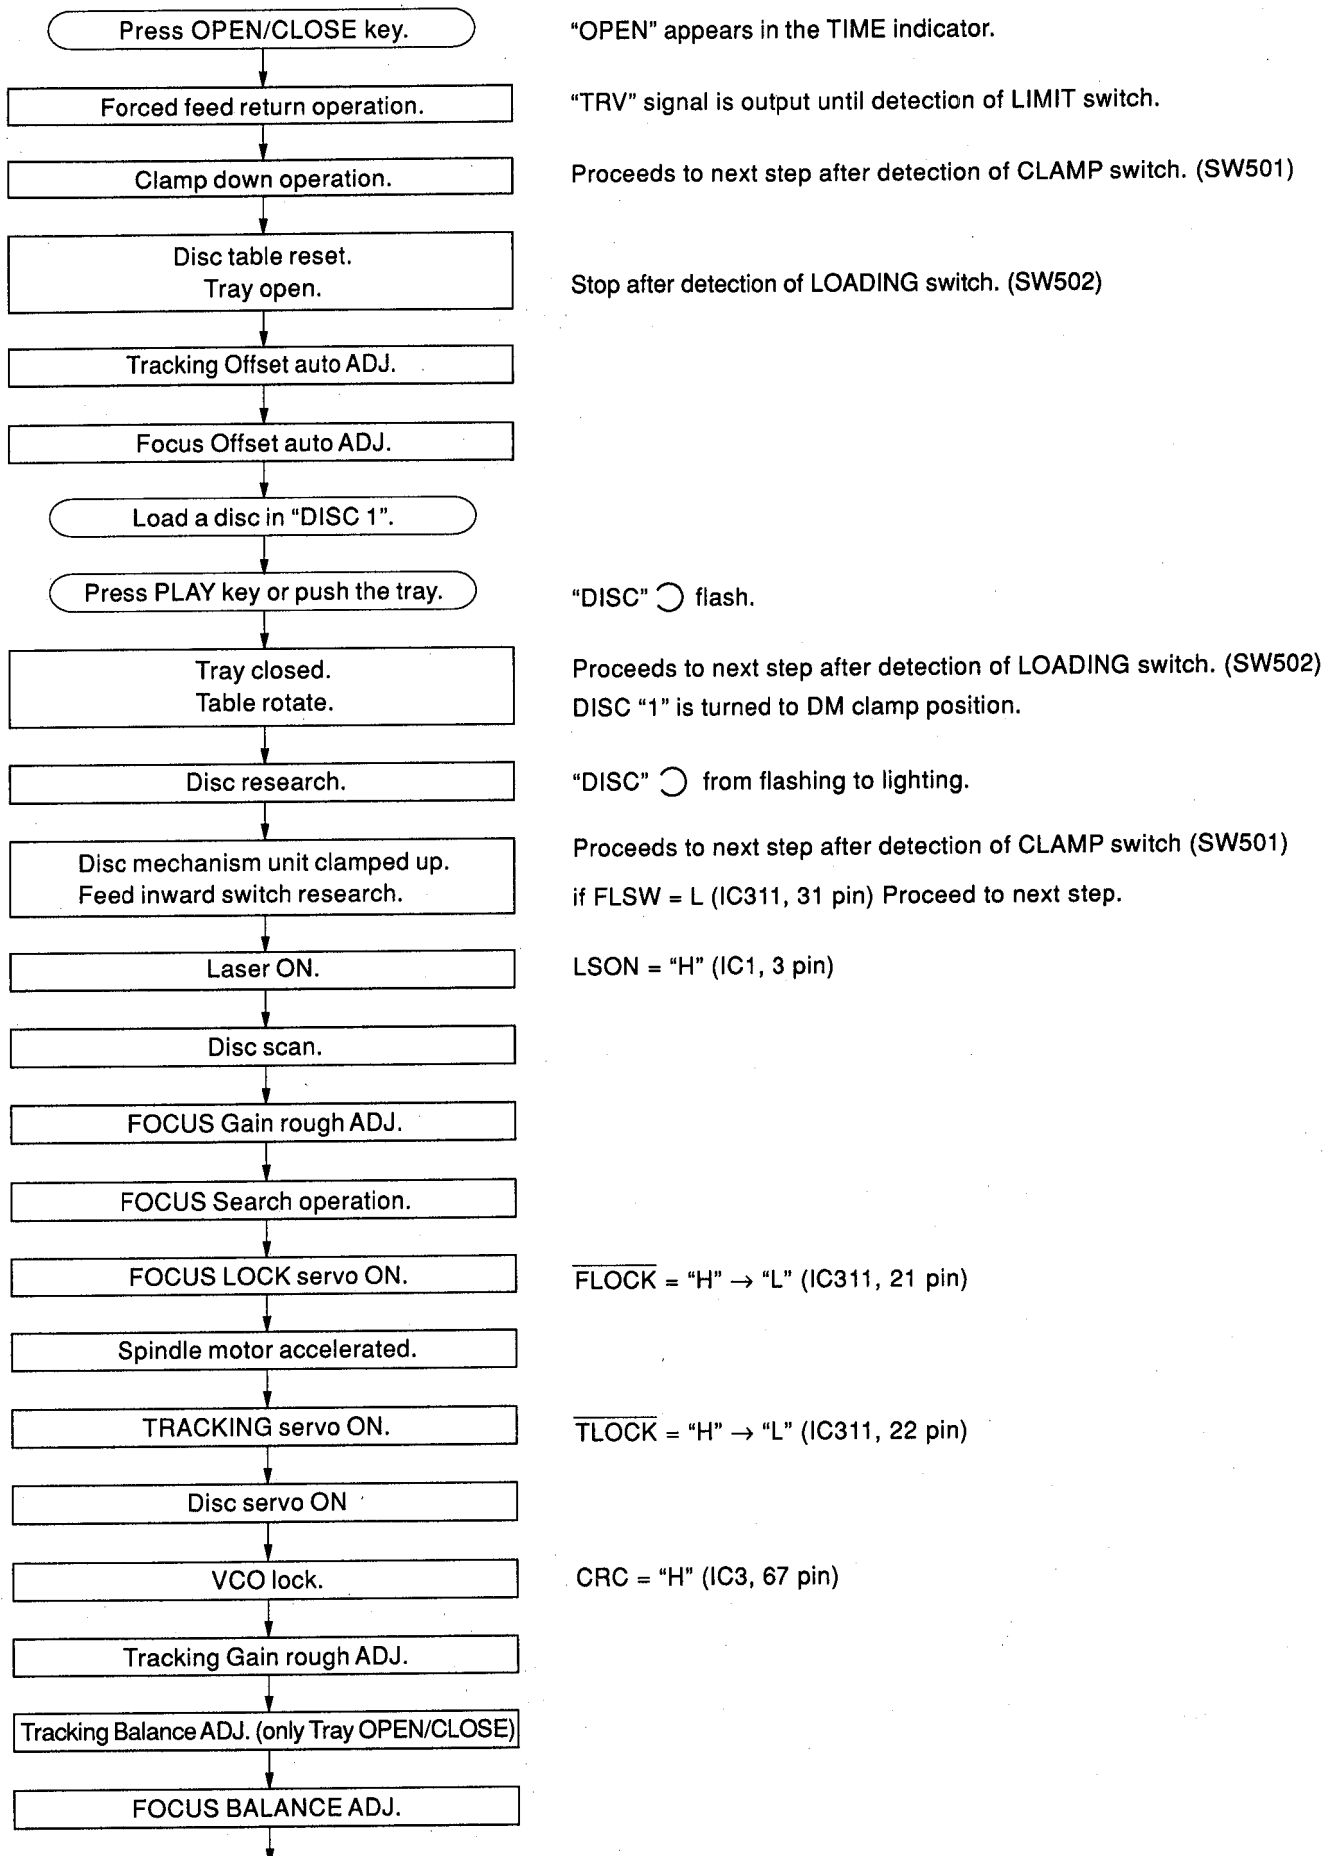 Press OPEN/CLOSE key.
“OPEN” appears in the TIME indicator.
Forced feed return operation.
“TRV” signal is output until detection of LIMIT switch.
Clamp down operation.
Proceeds to next step after detection of CLAMP switch. (SW501)
Disc table reset.
Tray open.
Stop after detection of LOADING switch. (SW502)
Tracking Offset auto ADJ.
Focus Offset auto ADJ.
Load a disc in “DISC 1”.
Press PLAY key or push the tray.
“DISC” flash.
Tray closed.
Table rotate.
Proceeds to next step after detection of LOADING switch. (SW502)
DISC “1” is turned to DM clamp position.
Disc research.
“DISC” from flashing to lighting.
Disc mechanism unit clamped up.
Feed inward switch research.
Proceeds to next step after detection of CLAMP switch (SW501)
if FLSW = L (IC311, 31 pin) Proceed to next step.
Laser ON.
LSON = “H” (IC1, 3 pin)
Disc scan.
FOCUS Gain rough ADJ.
FOCUS Search operation.
FOCUS LOCK servo ON.
F̅L̅O̅C̅K̅ = “H” → “L” (IC311, 21 pin)
Spindle motor accelerated.
TRACKING servo ON.
T̅L̅O̅C̅K̅ = “H” → “L” (IC311, 22 pin)
Disc servo ON
VCO lock.
CRC = “H” (IC3, 67 pin)
Tracking Gain rough ADJ.
Tracking Balance ADJ. (only Tray OPEN/CLOSE)
FOCUS BALANCE ADJ.